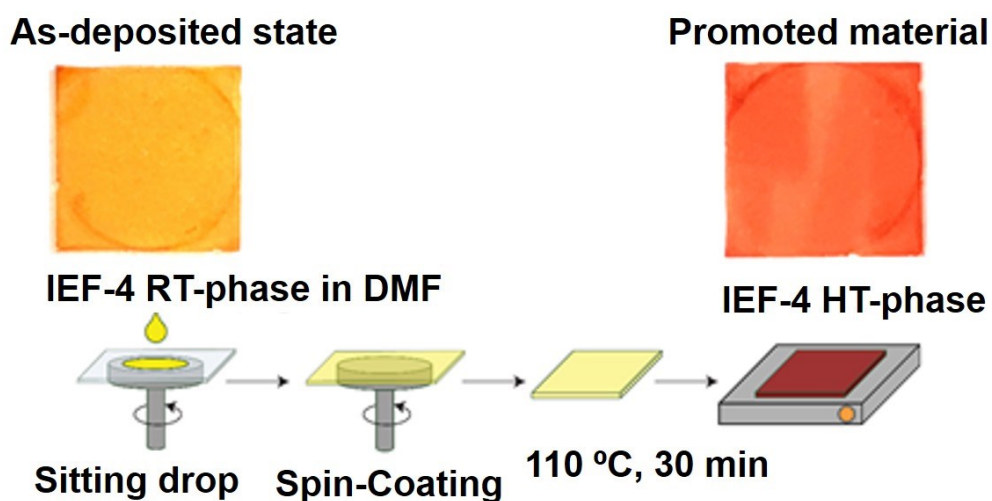 As-deposited state
Promoted material
IEF-4 RT-phase in DMF
IEF-4 HT-phase
Sitting drop
Spin-Coating
110 ºC, 30 min